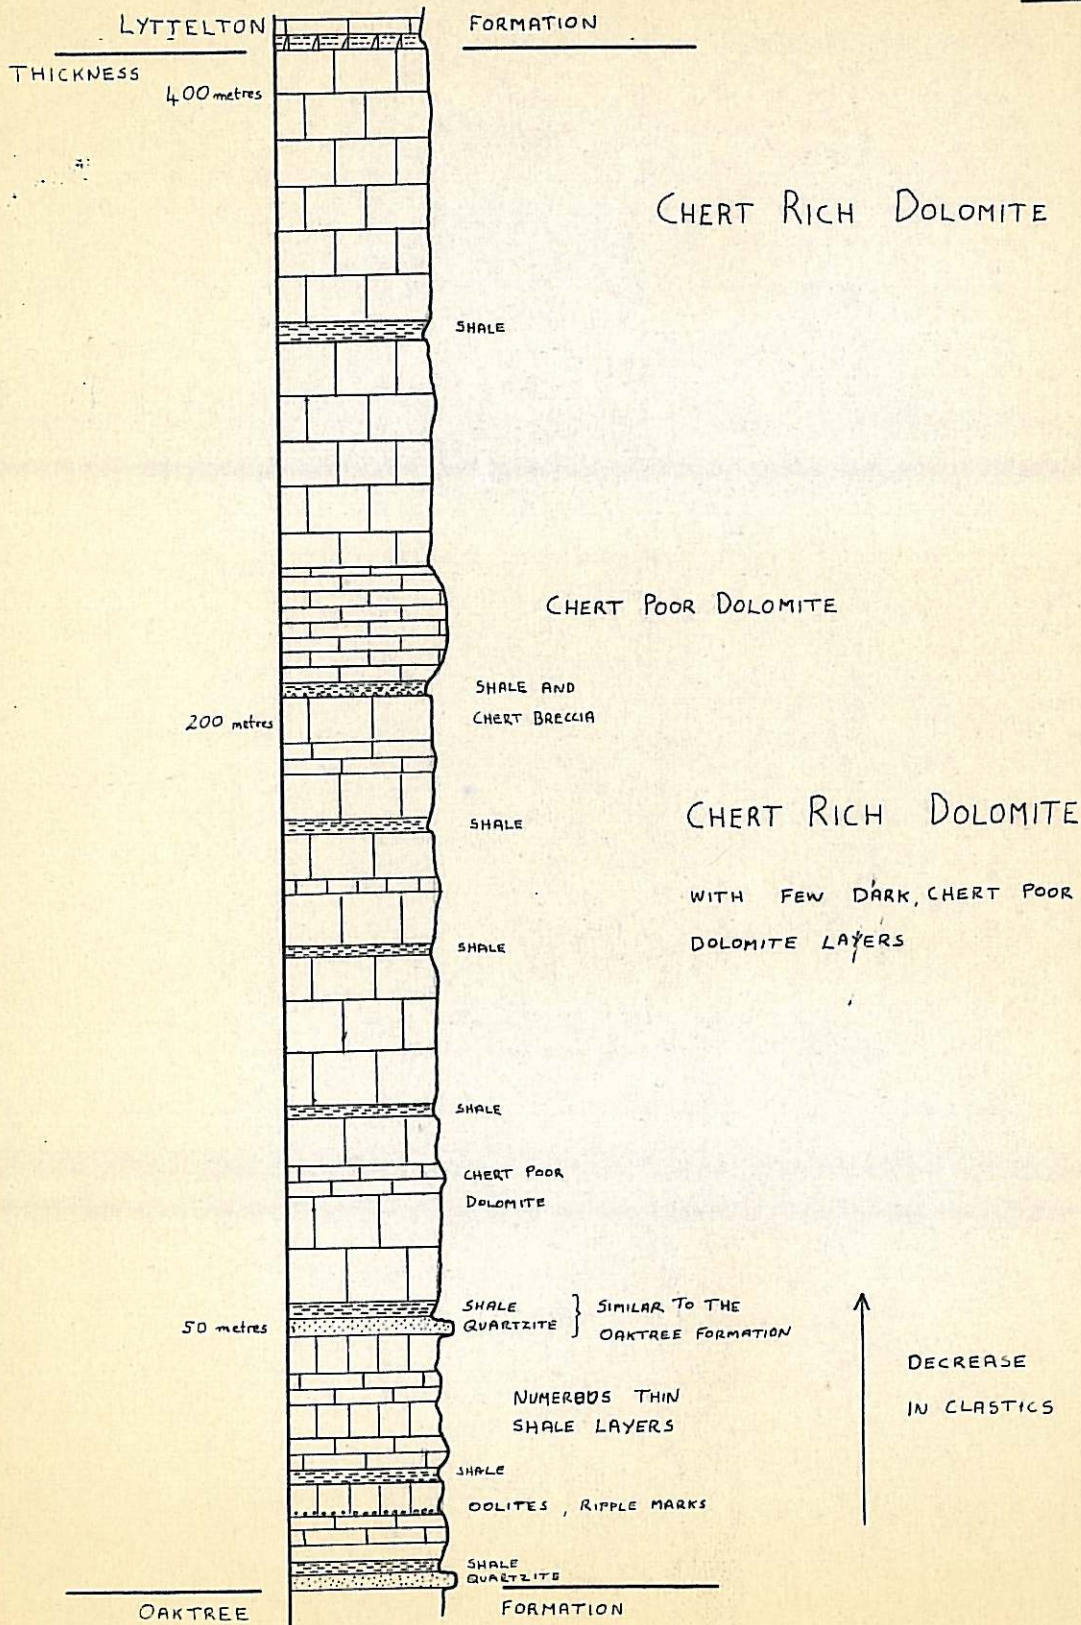 LYTTELTON FORMATION
THICKNESS
400 metres
CHERT RICH DOLOMITE
SHALE
CHERT POOR DOLOMITE
SHALE AND
CHERT BRECCIA
200 metres
SHALE
CHERT RICH DOLOMITE
WITH FEW DARK, CHERT POOR
DOLOMITE LAYERS
SHALE
SHALE
CHERT POOR
DOLOMITE
SHALE
QUARTZITE
} SIMILAR TO THE
OAKTREE FORMATION
50 metres
DECREASE
IN CLASTICS
NUMEROUS THIN
SHALE LAYERS
SHALE
OOLITES, RIPPLE MARKS
SHALE
QUARTZITE
OAKTREE FORMATION